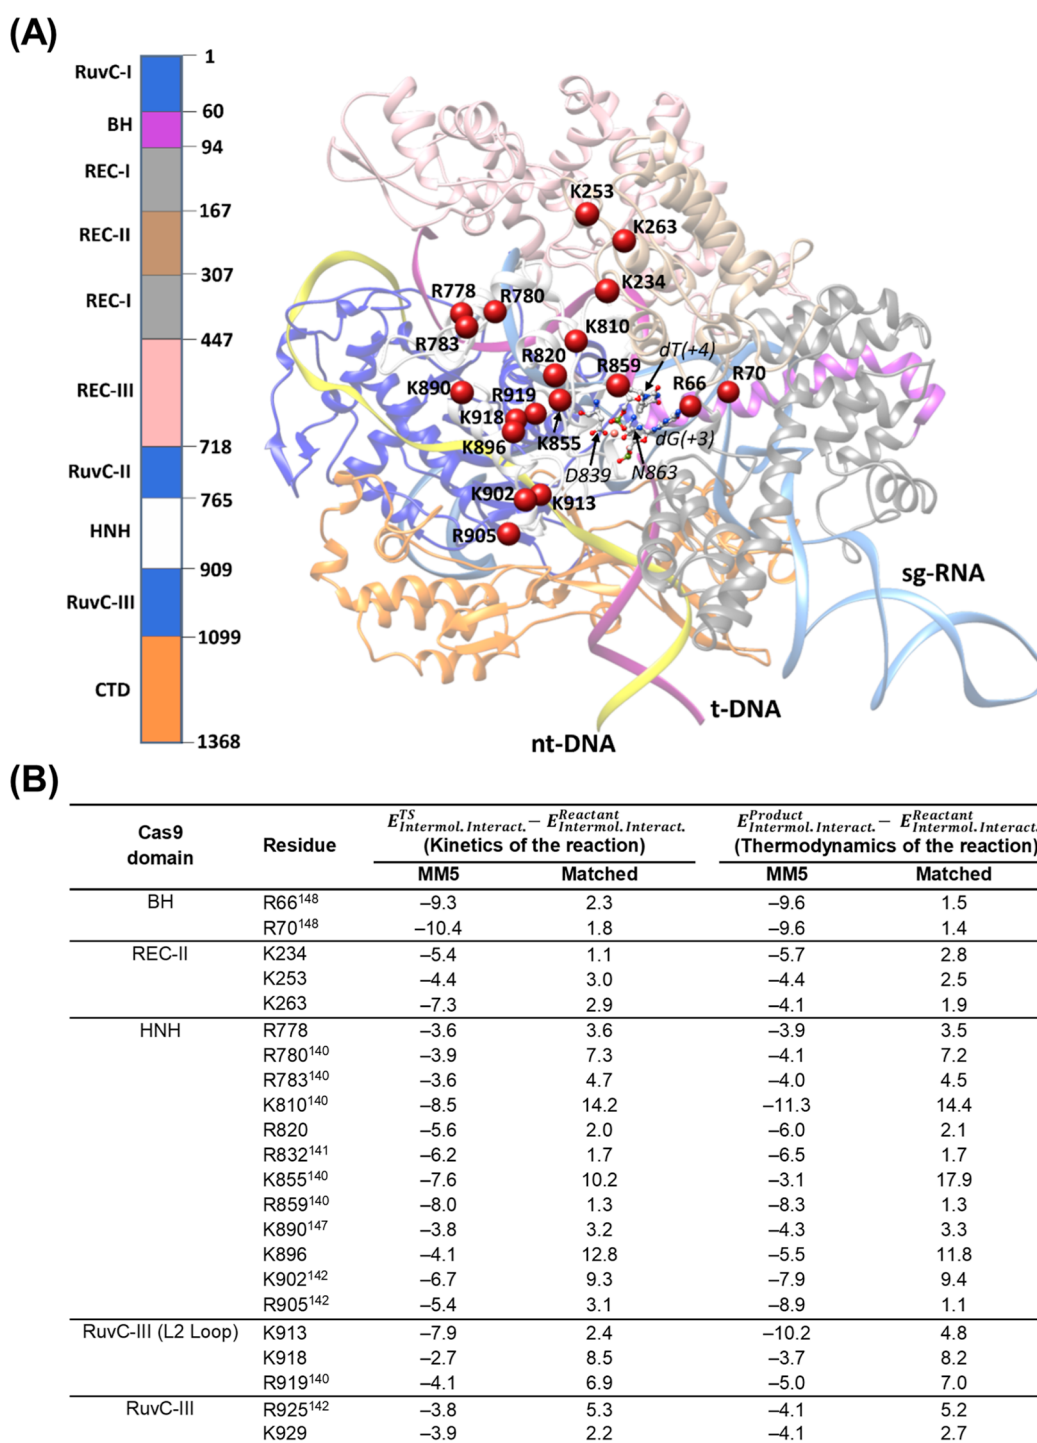 (A)
RuvC-I
BH
REC-I
REC-II
REC-I
REC-III
RuvC-II
HNH
RuvC-III
CTD
1
60
94
167
307
447
718
765
909
1099
1368
K253
K263
K234
R778
R780
R783
K810
R820
R859
dT(+4)
R66
R70
K890
R919
K918
K855
K896
dG(+3)
D839
N863
K902
K913
R905
sg-RNA
t-DNA
nt-DNA
(B)
Cas9 domain Residue E^TS_Intermol. Interact. − E^Reactant_Intermol. Interact. (Kinetics of the reaction) E^Product_Intermol. Interact. − E^Reactant_Intermol. Interact. (Thermodynamics of the reaction)
MM5 Matched MM5 Matched
BH R66^148 –9.3 2.3 –9.6 1.5
R70^148 –10.4 1.8 –9.6 1.4
REC-II K234 –5.4 1.1 –5.7 2.8
K253 –4.4 3.0 –4.4 2.5
K263 –7.3 2.9 –4.1 1.9
HNH R778 –3.6 3.6 –3.9 3.5
R780^140 –3.9 7.3 –4.1 7.2
R783^140 –3.6 4.7 –4.0 4.5
K810^140 –8.5 14.2 –11.3 14.4
R820 –5.6 2.0 –6.0 2.1
R832^141 –6.2 1.7 –6.5 1.7
K855^140 –7.6 10.2 –3.1 17.9
R859^140 –8.0 1.3 –8.3 1.3
K890^147 –3.8 3.2 –4.3 3.3
K896 –4.1 12.8 –5.5 11.8
K902^142 –6.7 9.3 –7.9 9.4
R905^142 –5.4 3.1 –8.9 1.1
RuvC-III (L2 Loop) K913 –7.9 2.4 –10.2 4.8
K918 –2.7 8.5 –3.7 8.2
R919^140 –4.1 6.9 –5.0 7.0
RuvC-III R925^142 –3.8 5.3 –4.1 5.2
K929 –3.9 2.2 –4.1 2.7